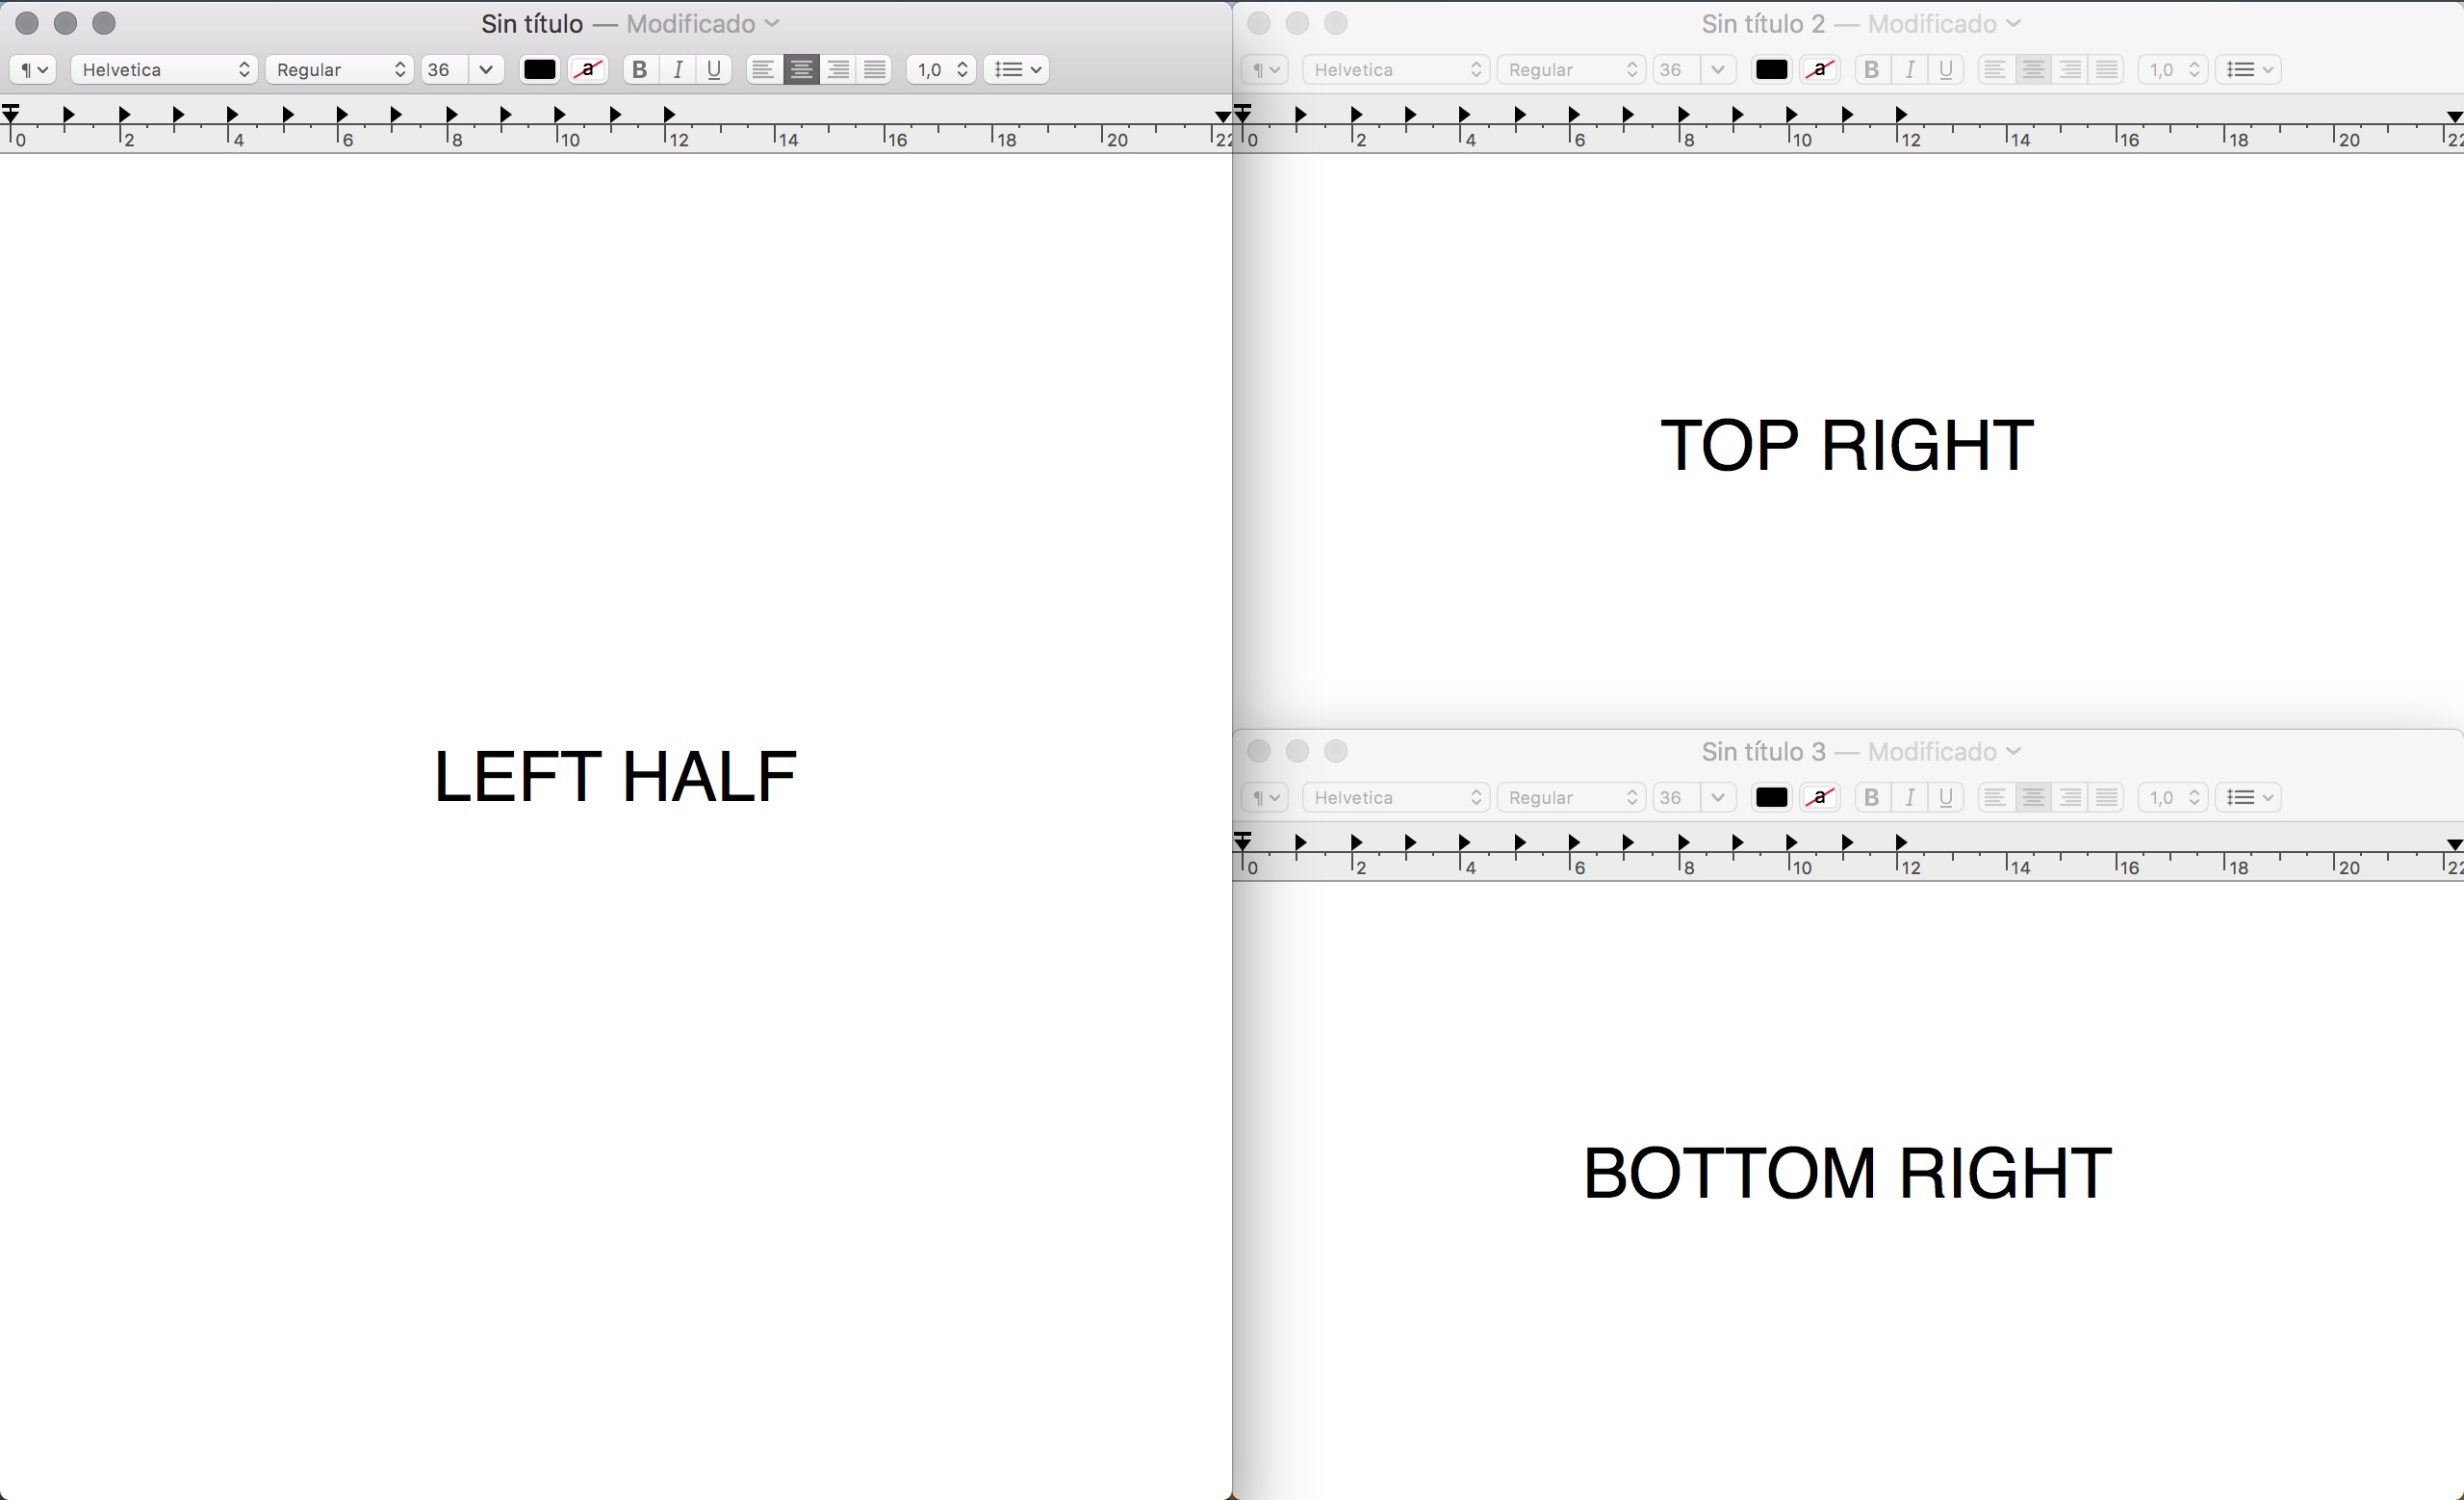 Sin título — Modificado
¶ Helvetica Regular 36 a B I U 1,0
0 2 4 6 8 10 12 14 16 18 20 22
LEFT HALF
Sin título 2 — Modificado
¶ Helvetica Regular 36 a B I U 1,0
0 2 4 6 8 10 12 14 16 18 20 22
TOP RIGHT
Sin título 3 — Modificado
¶ Helvetica Regular 36 a B I U 1,0
0 2 4 6 8 10 12 14 16 18 20 22
BOTTOM RIGHT